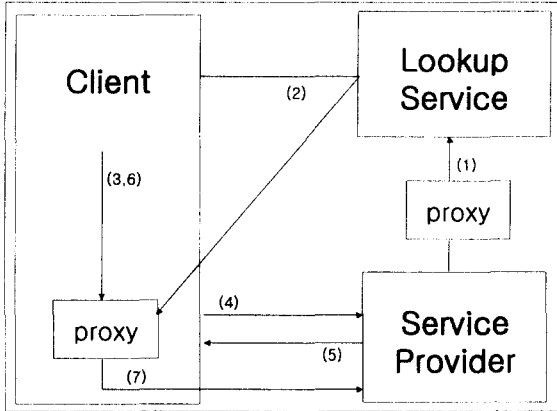 Client
Lookup
Service
(2)
(1)
(3,6)
proxy
proxy
(4)
Service
Provider
(5)
(7)